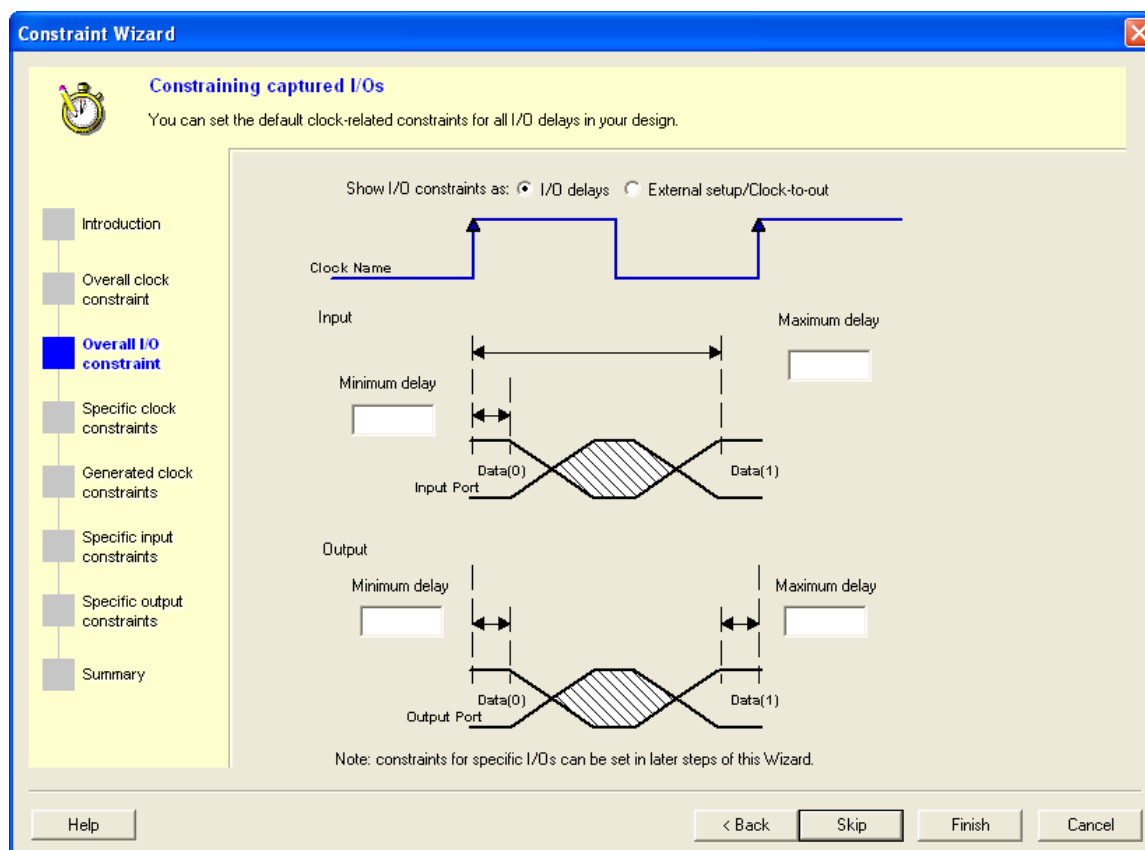 Constraint Wizard
Constraining captured I/Os
You can set the default clock-related constraints for all I/O delays in your design.
Introduction
Overall clock
constraint
Overall I/O
constraint
Specific clock
constraints
Generated clock
constraints
Specific input
constraints
Specific output
constraints
Summary
Show I/O constraints as: I/O delays External setup/Clock-to-out
Clock Name
Input
Maximum delay
Minimum delay
Data(0) Data(1)
Input Port
Output
Minimum delay Maximum delay
Data(0) Data(1)
Output Port
Note: constraints for specific I/Os can be set in later steps of this Wizard.
Help < Back Skip Finish Cancel